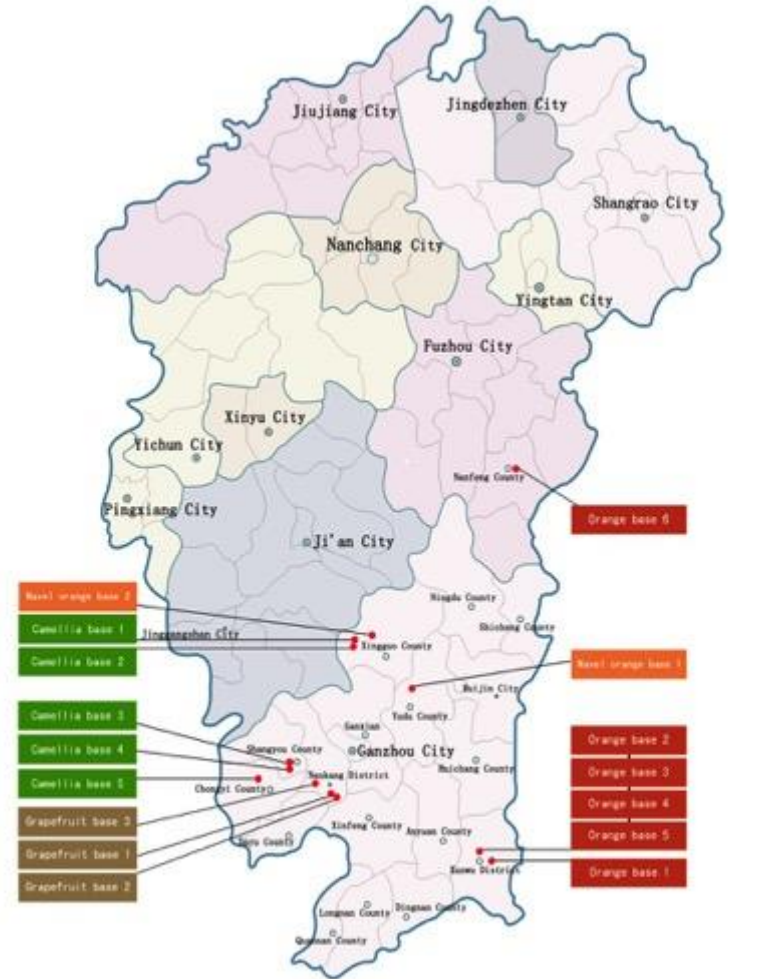 Jiujiang City
Jingdezhen City
Shangrao City
Nanchang City
Yingtan City
Fuzhou City
Xinyu City
Yichun City
Nanfeng County
Pingxiang City
Orange base 6
Ji'an City
Navel orange base 2
Ningdu County
Camellia base 1
Shicheng County
Jinggangshan City
Xingguo County
Camellia base 2
Navel orange base 1
Ruijin City
Camellia base 3
Yudu County
Ganxian
Orange base 2
Camellia base 4
Shangyou County
Ganzhou City
Orange base 3
Huichang County
Camellia base 5
Nankang District
Chongyi County
Orange base 4
Grapefruit base 3
Xinfeng County
Anyuan County
Orange base 5
Dayu County
Grapefruit base 1
Xunwu District
Orange base 1
Grapefruit base 2
Longnan County
Dingnan County
Quannan County